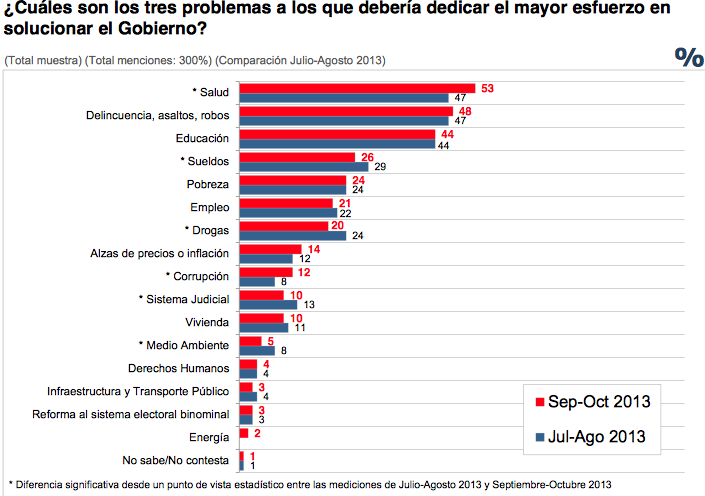 ¿Cuáles son los tres problemas a los que debería dedicar el mayor esfuerzo en
solucionar el Gobierno?
(Total muestra) (Total menciones: 300%) (Comparación Julio-Agosto 2013)
%
* Salud 53
47
Delincuencia, asaltos, robos 48
47
Educación 44
44
* Sueldos 26
29
Pobreza 24
24
Empleo 21
22
* Drogas 20
24
Alzas de precios o inflación 14
12
* Corrupción 12
8
* Sistema Judicial 10
13
Vivienda 10
11
* Medio Ambiente 5
8
Derechos Humanos 4
4
Infraestructura y Transporte Público 3
4
Reforma al sistema electoral binominal 3
3
Energía 2
No sabe/No contesta 1
1
Sep-Oct 2013
Jul-Ago 2013
* Diferencia significativa desde un punto de vista estadístico entre las mediciones de Julio-Agosto 2013 y Septiembre-Octubre 2013